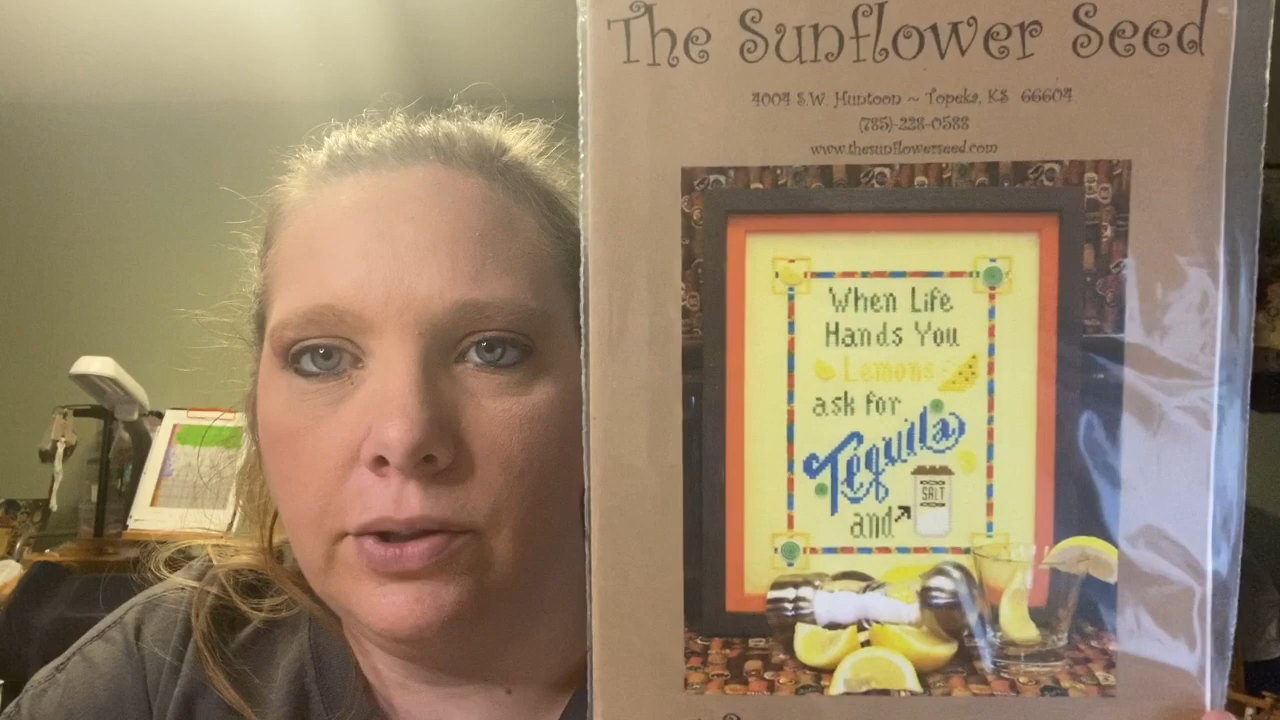 The Sunflower Seed
4004 S.W. Huntoon ~ Topeka, KS 66604
(785)-228-0588
www.thesunflowerseed.com
When Life
Hands You
Lemons
ask for
Tequila
and
SALT